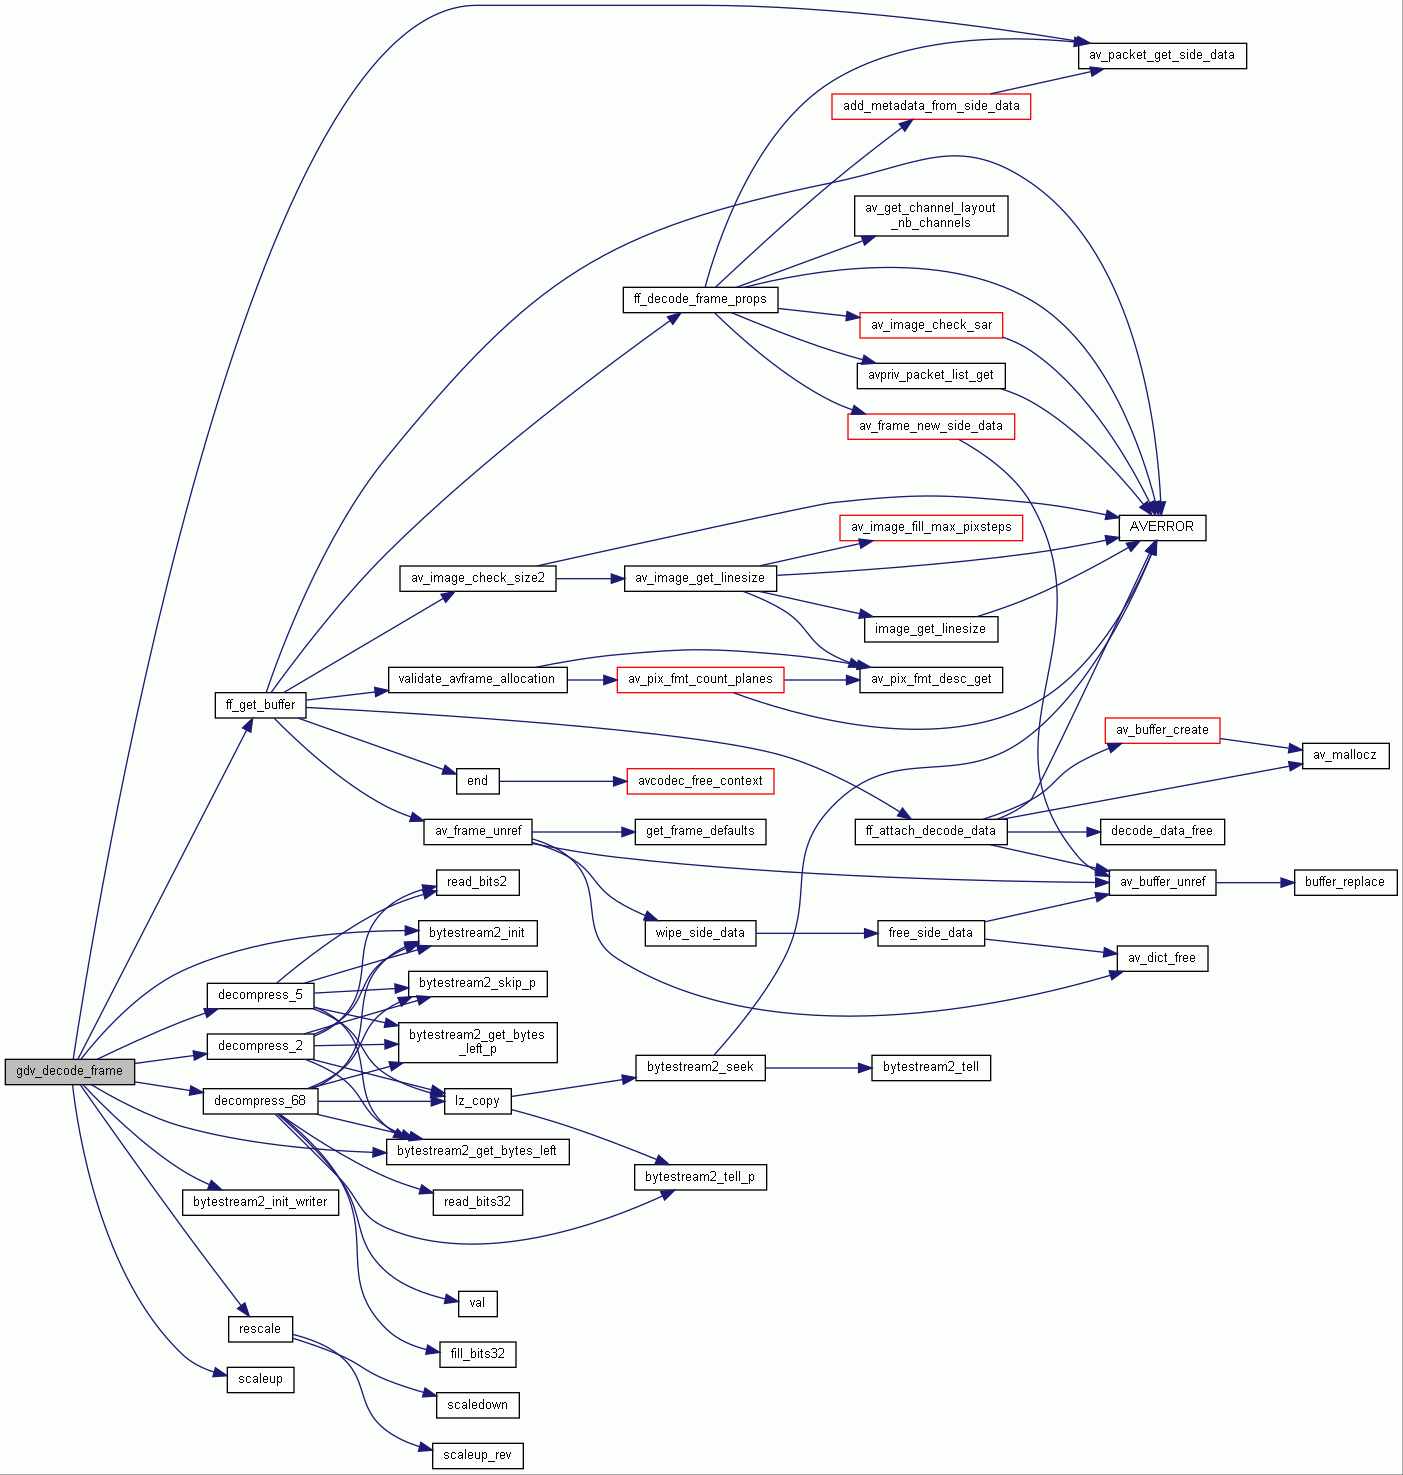 av_packet_get_side_data
add_metadata_from_side_data
av_get_channel_layout
_nb_channels
ff_decode_frame_props
av_image_check_sar
avpriv_packet_list_get
av_frame_new_side_data
av_image_fill_max_pixsteps
AVERROR
av_image_check_size2
av_image_get_linesize
image_get_linesize
validate_avframe_allocation
av_pix_fmt_count_planes
av_pix_fmt_desc_get
ff_get_buffer
av_buffer_create
av_mallocz
end
avcodec_free_context
av_frame_unref
get_frame_defaults
ff_attach_decode_data
decode_data_free
read_bits2
av_buffer_unref
buffer_replace
bytestream2_init
wipe_side_data
free_side_data
av_dict_free
decompress_5
bytestream2_skip_p
decompress_2
bytestream2_get_bytes
_left_p
gdv_decode_frame
bytestream2_seek
bytestream2_tell
decompress_68
lz_copy
bytestream2_get_bytes_left
bytestream2_tell_p
bytestream2_init_writer
read_bits32
val
rescale
fill_bits32
scaleup
scaledown
scaleup_rev